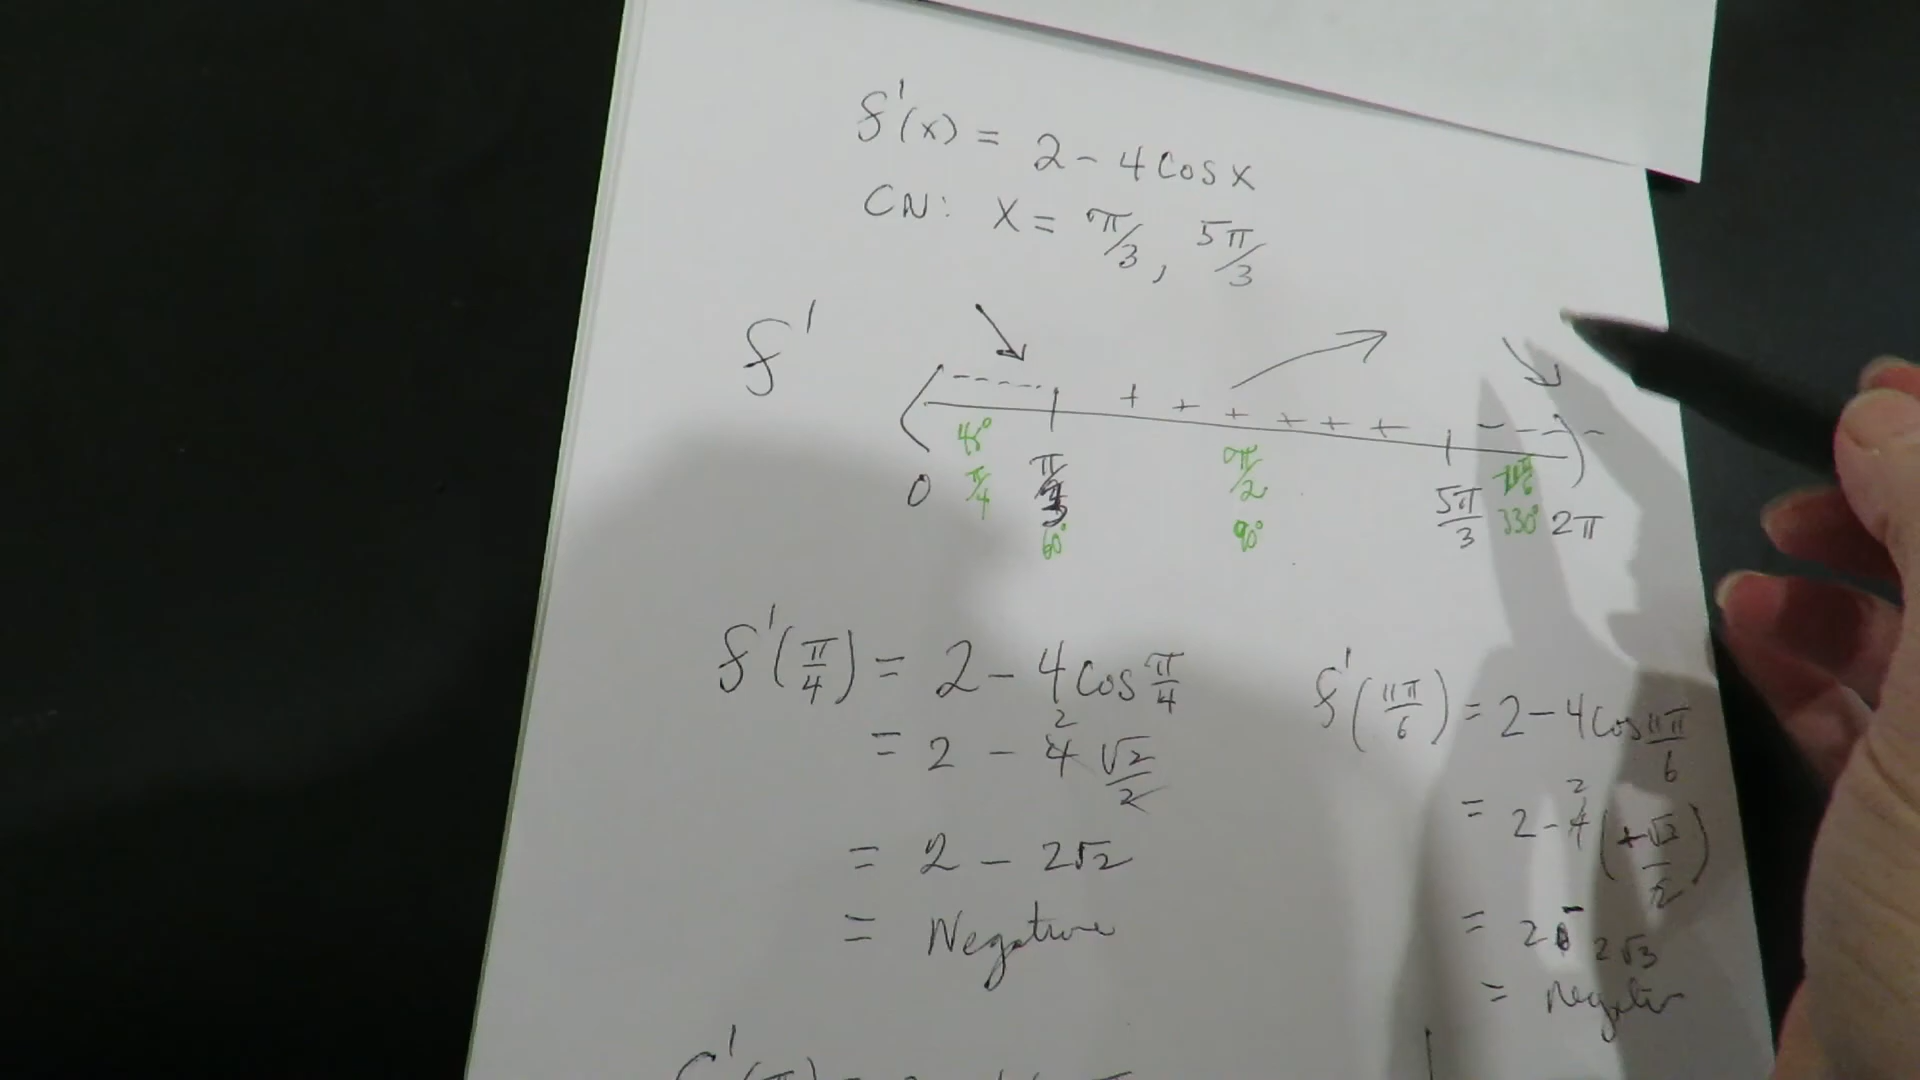 f'(x) = 2 - 4 cos x
CN: x = π/3, 5π/3
f'
- - - - - + + + + + + - - - -
0 45° π/4 π/3 60° π/2 90° 5π/3 11π/6 330° 2π
f'(π/4) = 2 - 4 cos π/4
= 2 - 4 √2/2
= 2 - 2√2
= Negative
f'(11π/6) = 2 - 4 cos 11π/6
= 2 - 4 (+√3/2)
= 2 - 2√3
= Negative